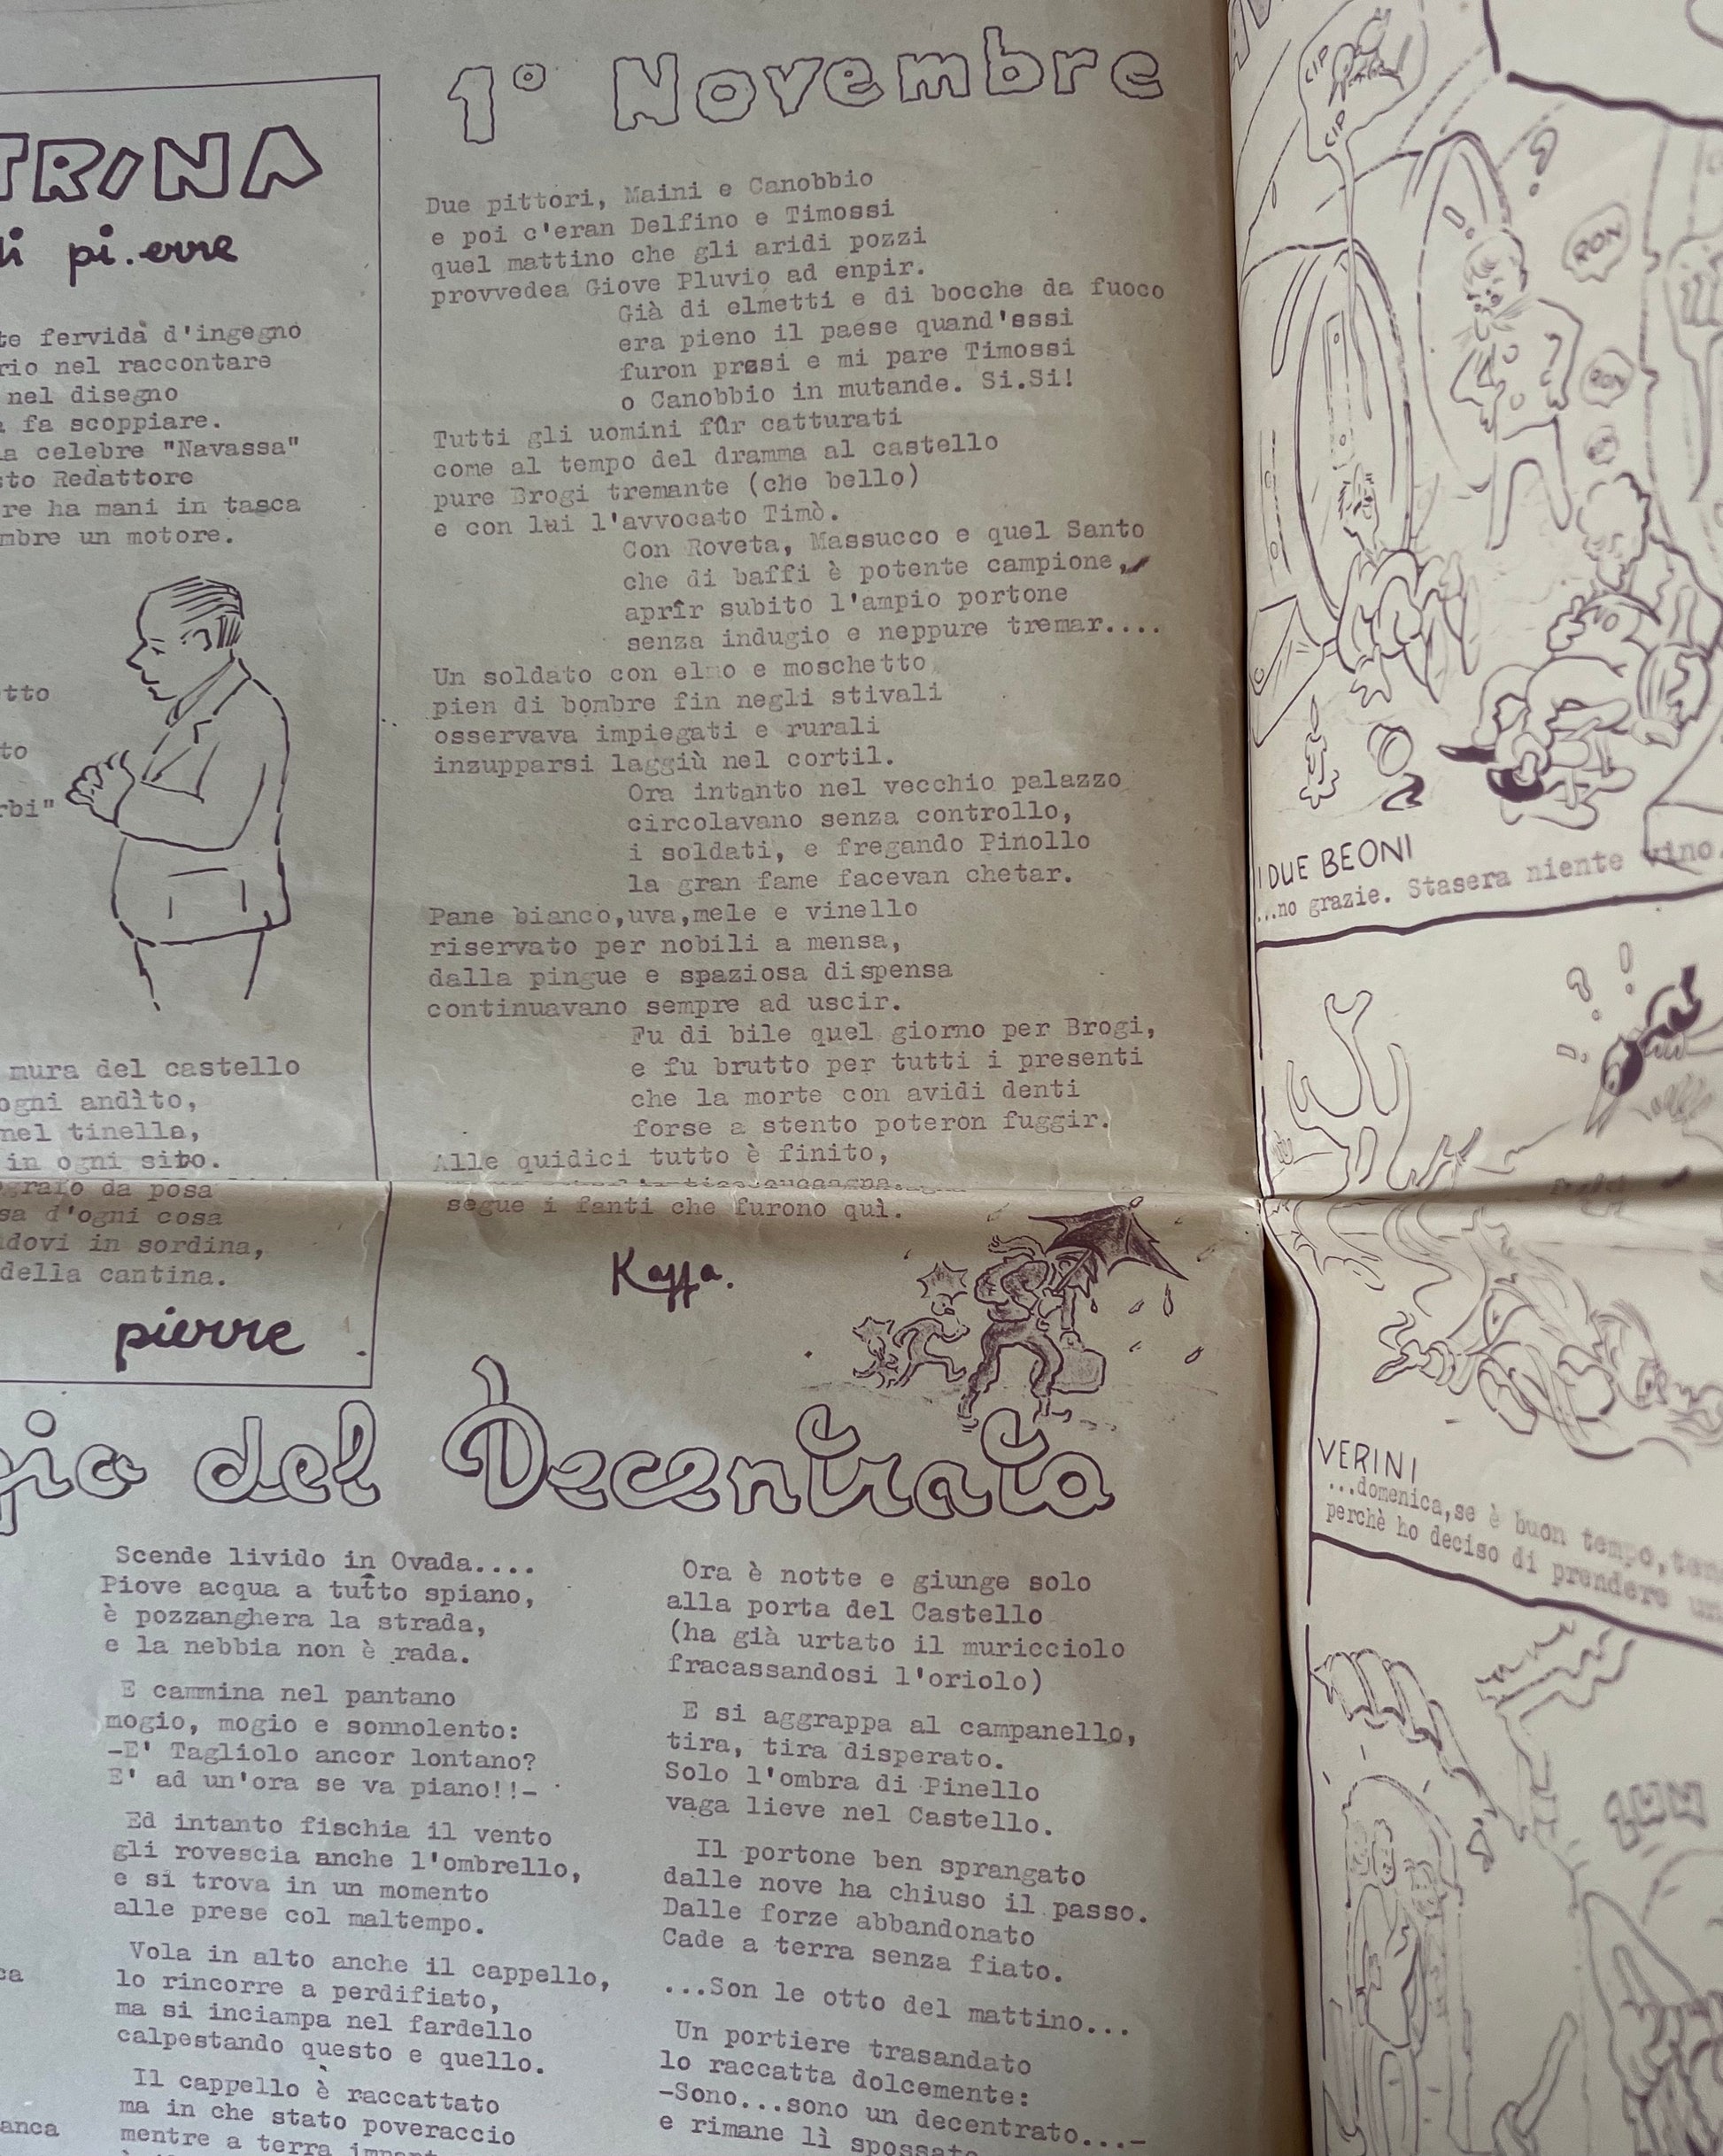 TRINA
di pi.erre
te fervida d'ingegno
rio nel raccontare
nel disegno
fa scoppiare.
celebre "Navassa"
sto Redattore
re ha mani in tasca
mbre un motore.
tto
to
rbi"
mura del castello
ogni andìto,
nel tinello,
in ogni sito.
grafo da posa
sa d'ogni cosa
dovi in sordina,
della cantina.
pierre
1° Novembre
Due pittori, Maini e Canobbio
e poi c'eran Delfino e Timossi
quel mattino che gli aridi pozzi
provvedea Giove Pluvio ad enpir.
Già di elmetti e di bocche da fuoco
era pieno il paese quand'essi
furon presi e mi pare Timossi
o Canobbio in mutande. Si.Si!
Tutti gli uomini fûr catturati
come al tempo del dramma al castello
pure Brogi tremante (che bello)
e con lui l'avvocato Timò.
Con Roveta, Massucco e quel Santo
che di baffi è potente campione,
aprîr subito l'ampio portone
senza indugio e neppure tremar....
Un soldato con elmo e moschetto
pien di bombre fin negli stivali
osservava impiegati e rurali
inzupparsi laggiù nel cortil.
Ora intanto nel vecchio palazzo
circolavano senza controllo,
i soldati, e fregando Pinollo
la gran fame facevan chetar.
Pane bianco,uva,mele e vinello
riservato per nobili a mensa,
dalla pingue e spaziosa dispensa
continuavano sempre ad uscir.
Fu di bile quel giorno per Brogi,
e fu brutto per tutti i presenti
che la morte con avidi denti
forse a stento poteron fuggir.
Alle quidici tutto è finito,
segue i fanti che furono quì.
Kaffa.
gio del Decentrato
Scende livido in Ovada....
Piove acqua a tutto spiano,
è pozzanghera la strada,
e la nebbia non è rada.
E cammina nel pantano
mogio, mogio e sonnolento:
-E' Tagliolo ancor lontano?
E' ad un'ora se va piano!!-
Ed intanto fischia il vento
gli rovescia anche l'ombrello,
e si trova in un momento
alle prese col maltempo.
Vola in alto anche il cappello,
lo rincorre a perdifiato,
ma si inciampa nel fardello
calpestando questo e quello.
Il cappello è raccattato
ma in che stato poveraccio
mentre a terra
ca
anca
Ora è notte e giunge solo
alla porta del Castello
(ha già urtato il muricciolo
fracassandosi l'oriolo)
E si aggrappa al campanello,
tira, tira disperato.
Solo l'ombra di Pinello
vaga lieve nel Castello.
Il portone ben sprangato
dalle nove ha chiuso il passo.
Dalle forze abbandonato
Cade a terra senza fiato.
...Son le otto del mattino...
Un portiere trasandato
lo raccatta dolcemente:
-Sono...sono un decentrato...-
e rimane lì spossato
CIP
CIP
RON
RON
I DUE BEONI
...no grazie. Stasera niente vino.
VERINI
...domenica,se è buon tempo,
perchè ho deciso di prendere un